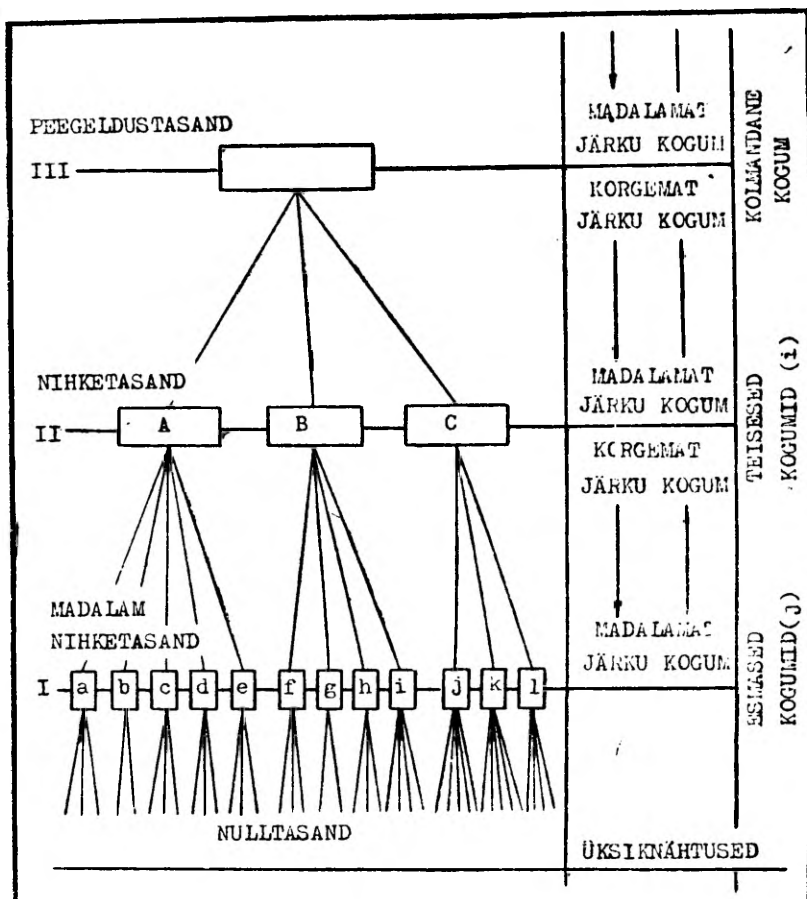 PEEGELDUSTASAND
III
NIHKETASAND
II
A
B
C
MADALAM
NIHKETASAND
I
a
b
c
d
e
f
g
h
i
j
k
l
NULLTASAND
MADALAMAT
JÄRKU KOGUM
KORGEMAT
JÄRKU KOGUM
MADALAMAT
JÄRKU KOGUM
KORGEMAT
JÄRKU KOGUM
MADALAMAT
JÄRKU KOGUM
ÜKSIKNÄHTUSED
KOLMANDANE
KOGUM
TEISESED
KOGUMID (i)
ESMASED
KOGUMID(j)